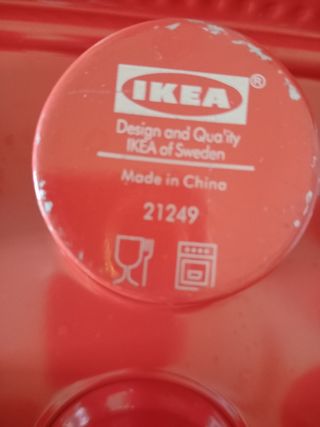 IKEA®
Design and Quality
IKEA of Sweden
Made in China
21249